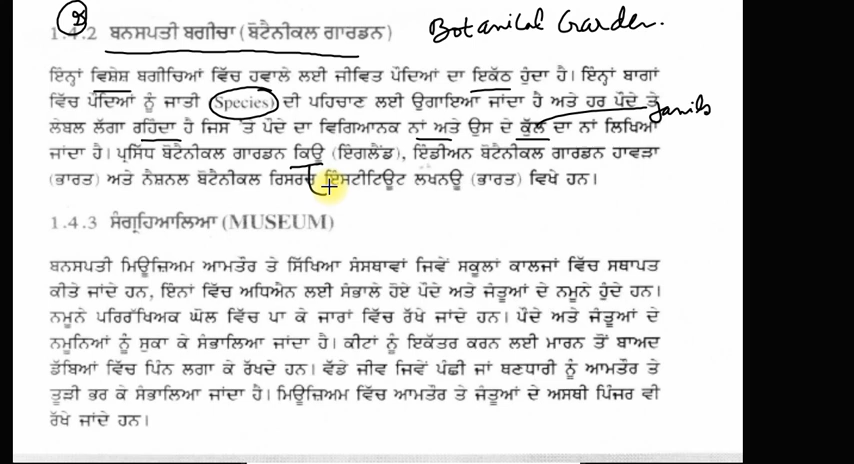 2
1.4.2 ਬਨਸਪਤੀ ਬਗੀਚਾ (ਬੋਟੈਨੀਕਲ ਗਾਰਡਨ) Botanical Garden.
ਇਨ੍ਹਾਂ ਵਿਸ਼ੇਸ਼ ਬਗੀਚਿਆਂ ਵਿੱਚ ਹਵਾਲੇ ਲਈ ਜੀਵਿਤ ਪੌਦਿਆਂ ਦਾ ਇਕੱਠ ਹੁੰਦਾ ਹੈ। ਇਨ੍ਹਾਂ ਬਾਗਾਂ
ਵਿੱਚ ਪੌਦਿਆਂ ਨੂੰ ਜਾਤੀ (Species) ਦੀ ਪਹਿਚਾਣ ਲਈ ਉਗਾਇਆ ਜਾਂਦਾ ਹੈ ਅਤੇ ਹਰ ਪੌਦੇ ਤੇ
ਲੇਬਲ ਲੱਗਾ ਰਹਿੰਦਾ ਹੈ ਜਿਸ 'ਤੇ ਪੌਦੇ ਦਾ ਵਿਗਿਆਨਕ ਨਾਂ ਅਤੇ ਉਸ ਦੇ ਕੁੱਲ ਦਾ ਨਾਂ ਲਿਖਿਆ
ਜਾਂਦਾ ਹੈ। ਪ੍ਰਸਿੱਧ ਬੋਟੈਨੀਕਲ ਗਾਰਡਨ ਕਿਊ (ਇੰਗਲੈਂਡ), ਇੰਡੀਅਨ ਬੋਟੈਨੀਕਲ ਗਾਰਡਨ ਹਾਵੜਾ
(ਭਾਰਤ) ਅਤੇ ਨੈਸ਼ਨਲ ਬੋਟੈਨੀਕਲ ਰਿਸਰਚ ਇੰਸਟੀਟਿਊਟ ਲਖਨਊ (ਭਾਰਤ) ਵਿਖੇ ਹਨ।
1.4.3 ਸੰਗ੍ਰਹਿਆਲਿਆ (MUSEUM)
ਬਨਸਪਤੀ ਮਿਊਜ਼ਿਅਮ ਆਮਤੌਰ ਤੇ ਸਿੱਖਿਆ ਸੰਸਥਾਵਾਂ ਜਿਵੇਂ ਸਕੂਲਾਂ ਕਾਲਜਾਂ ਵਿੱਚ ਸਥਾਪਤ
ਕੀਤੇ ਜਾਂਦੇ ਹਨ, ਇੰਨਾਂ ਵਿੱਚ ਅਧਿਐਨ ਲਈ ਸੰਭਾਲੇ ਹੋਏ ਪੌਦੇ ਅਤੇ ਜੰਤੂਆਂ ਦੇ ਨਮੂਨੇ ਹੁੰਦੇ ਹਨ।
ਨਮੂਨੇ ਪਰਿਰੱਖਿਅਕ ਘੋਲ ਵਿੱਚ ਪਾ ਕੇ ਜਾਰਾਂ ਵਿੱਚ ਰੱਖੇ ਜਾਂਦੇ ਹਨ। ਪੌਦੇ ਅਤੇ ਜੰਤੂਆਂ ਦੇ
ਨਮੂਨਿਆਂ ਨੂੰ ਸੁਕਾ ਕੇ ਸੰਭਾਲਿਆ ਜਾਂਦਾ ਹੈ। ਕੀਟਾਂ ਨੂੰ ਇਕੱਤਰ ਕਰਨ ਲਈ ਮਾਰਨ ਤੋਂ ਬਾਅਦ
ਡੱਬਿਆਂ ਵਿੱਚ ਪਿੰਨ ਲਗਾ ਕੇ ਰੱਖਦੇ ਹਨ। ਵੱਡੇ ਜੀਵ ਜਿਵੇਂ ਪੰਛੀ ਜਾਂ ਥਣਧਾਰੀ ਨੂੰ ਆਮਤੌਰ ਤੇ
ਤੂੜੀ ਭਰ ਕੇ ਸੰਭਾਲਿਆ ਜਾਂਦਾ ਹੈ। ਮਿਊਜ਼ਿਅਮ ਵਿੱਚ ਆਮਤੌਰ ਤੇ ਜੰਤੂਆਂ ਦੇ ਅਸਥੀ ਪਿੰਜਰ ਵੀ
ਰੱਖੇ ਜਾਂਦੇ ਹਨ।